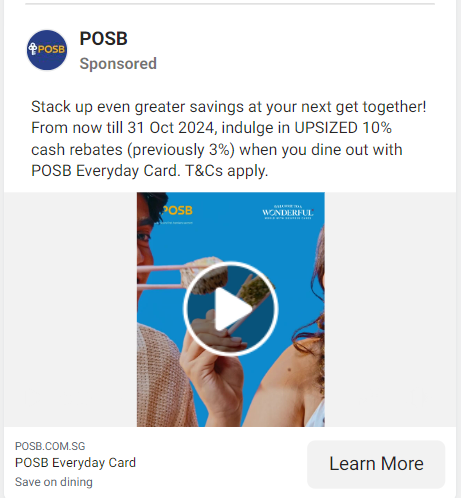 POSB
POSB
Sponsored
Stack up even greater savings at your next get together!
From now till 31 Oct 2024, indulge in UPSIZED 10%
cash rebates (previously 3%) when you dine out with
POSB Everyday Card. T&Cs apply.
POSB
WONDERFUL
POSB.COM.SG
POSB Everyday Card
Save on dining
Learn More